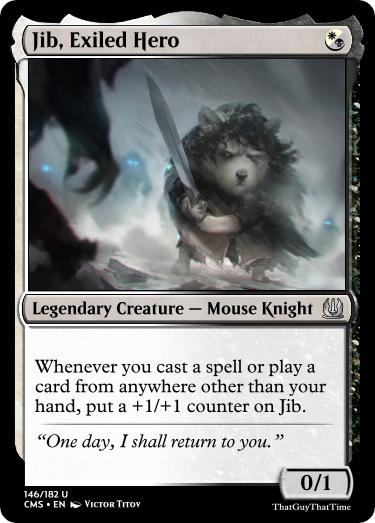 Jib, Exiled Hero
Legendary Creature — Mouse Knight
Whenever you cast a spell or play a
card from anywhere other than your
hand, put a +1/+1 counter on Jib.
“One day, I shall return to you.”
0/1
146/182 U
CMS • EN Victor Titov
ThatGuyThatTime